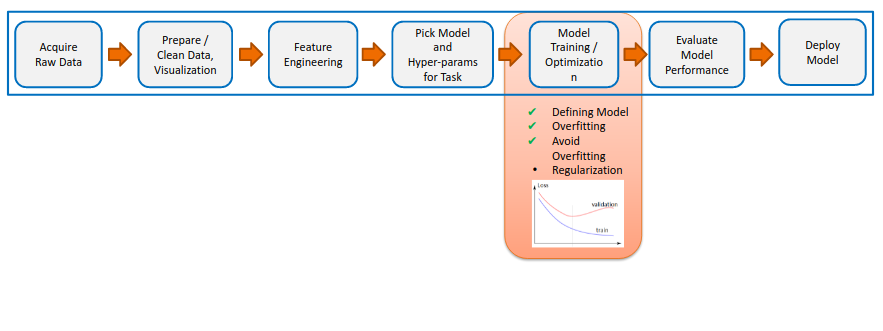 Acquire
Raw Data
Prepare /
Clean Data,
Visualization
Feature
Engineering
Pick Model
and
Hyper-params
for Task
Model
Training /
Optimizatio
n
Evaluate
Model
Performance
Deploy
Model
✔ Defining Model
✔ Overfitting
✔ Avoid
Overfitting
• Regularization
Loss
validation
train